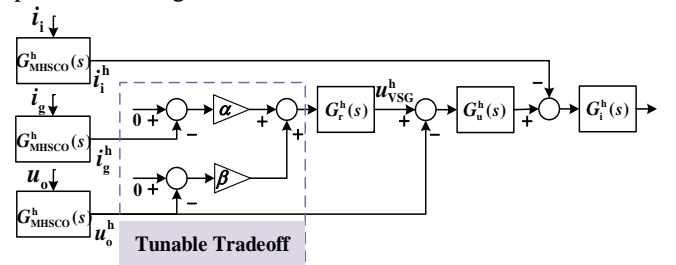 i_i
G^h_MHSCO(s)
i^h_i
−
i_g
u^h_VSG
G^h_MHSCO(s)
0 +
−
α
+
+
G^h_r(s)
+
−
G^h_u(s)
+
G^h_i(s)
i^h_g
u_o
0 +
−
β
G^h_MHSCO(s)
u^h_o
Tunable Tradeoff